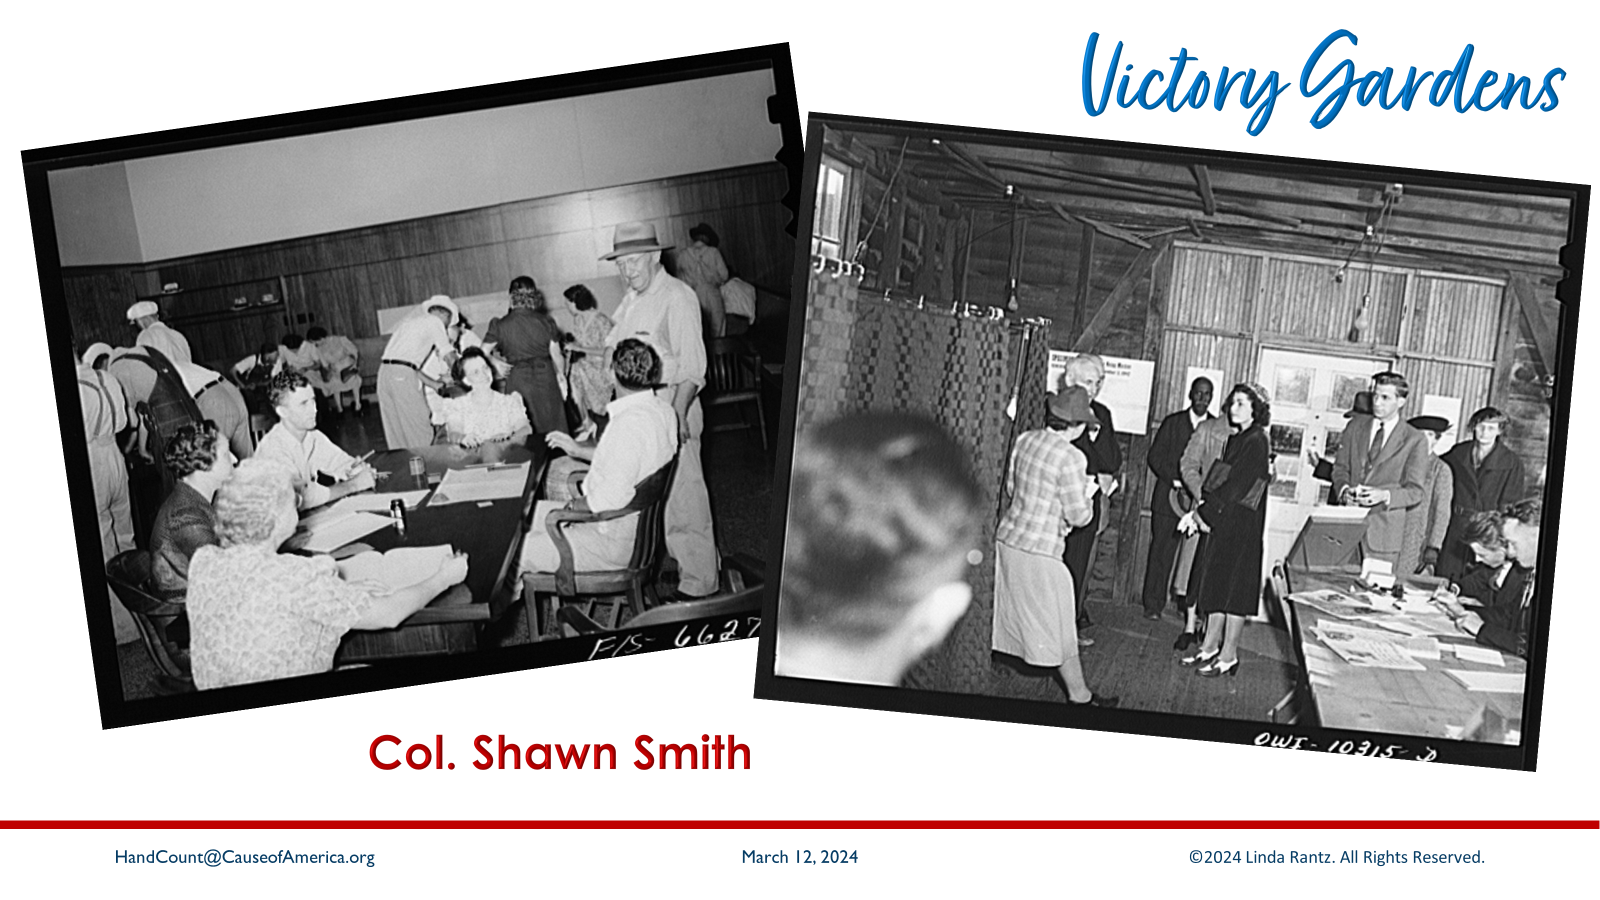 Victory Gardens
F/S- 6627
OWI-10315-D
Col. Shawn Smith
HandCount@CauseofAmerica.org
March 12, 2024
©2024 Linda Rantz. All Rights Reserved.